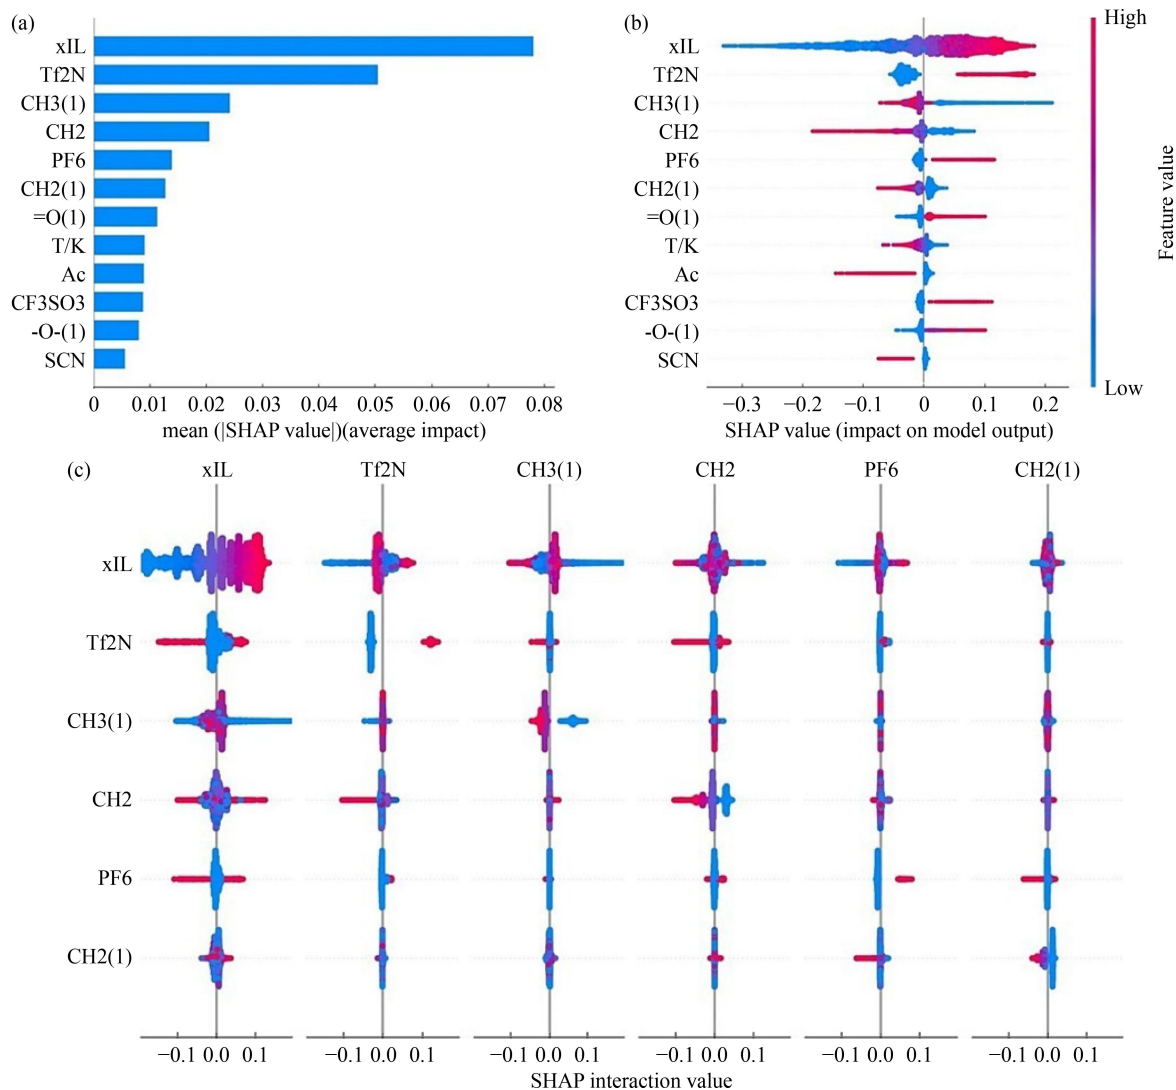 (a)
xIL
Tf2N
CH3(1)
CH2
PF6
CH2(1)
=O(1)
T/K
Ac
CF3SO3
-O-(1)
SCN
0 0.01 0.02 0.03 0.04 0.05 0.06 0.07 0.08
mean (|SHAP value|)(average impact)
(b)
xIL
Tf2N
CH3(1)
CH2
PF6
CH2(1)
=O(1)
T/K
Ac
CF3SO3
-O-(1)
SCN
−0.3 −0.2 −0.1 0 0.1 0.2
SHAP value (impact on model output)
High
Feature value
Low
(c)
xIL Tf2N CH3(1) CH2 PF6 CH2(1)
xIL
Tf2N
CH3(1)
CH2
PF6
CH2(1)
−0.1 0.0 0.1 −0.1 0.0 0.1 −0.1 0.0 0.1 −0.1 0.0 0.1 −0.1 0.0 0.1 −0.1 0.0 0.1
SHAP interaction value